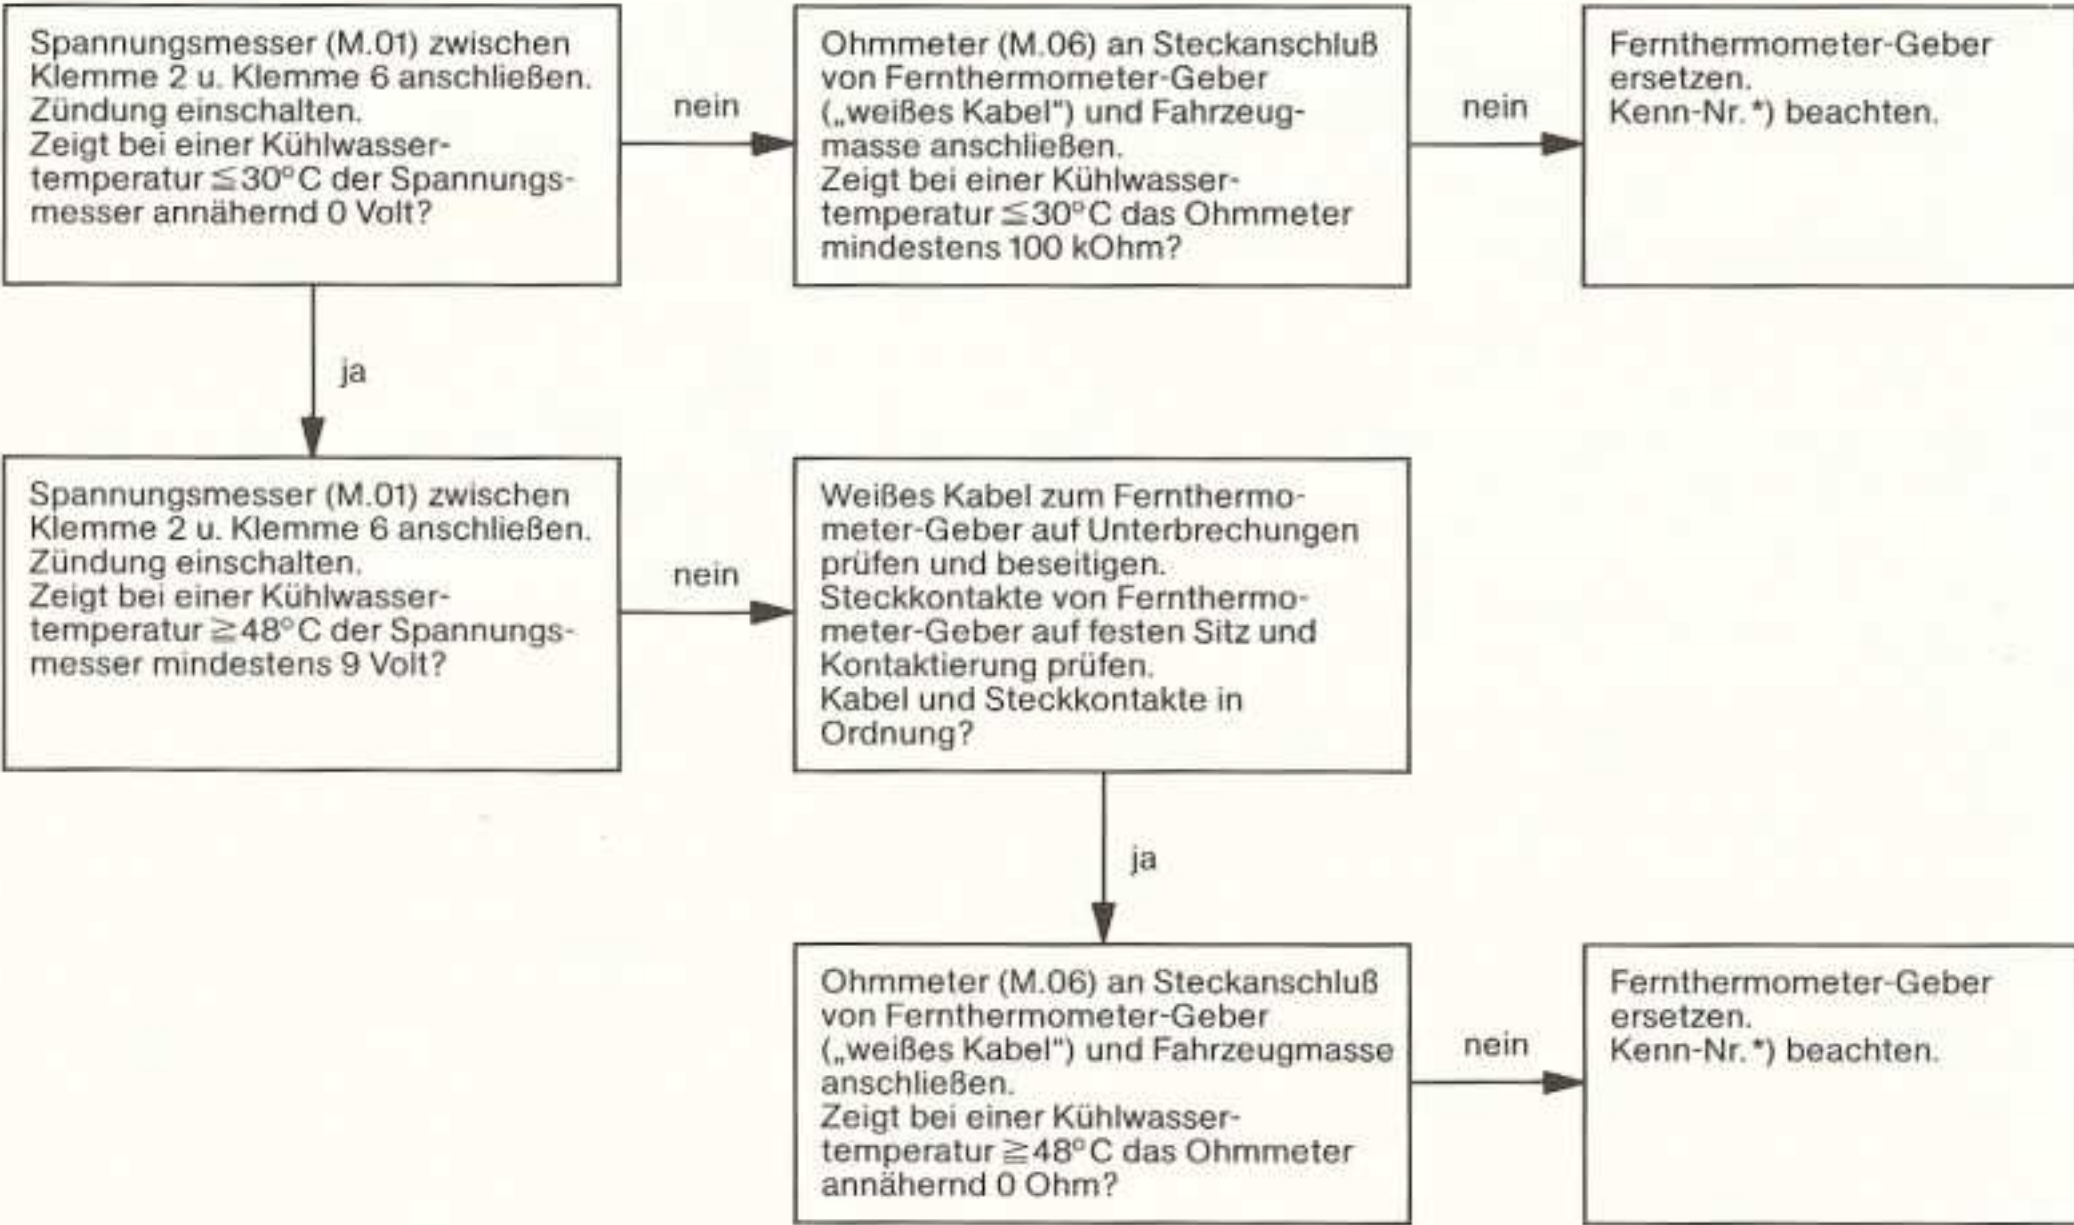 Spannungsmesser (M.01) zwischen
Klemme 2 u. Klemme 6 anschließen.
Zündung einschalten.
Zeigt bei einer Kühlwasser-
temperatur ≦30°C der Spannungs-
messer annähernd 0 Volt?
nein
Ohmmeter (M.06) an Steckanschluß
von Fernthermometer-Geber
(„weißes Kabel“) und Fahrzeug-
masse anschließen.
Zeigt bei einer Kühlwasser-
temperatur ≦30°C das Ohmmeter
mindestens 100 kOhm?
nein
Fernthermometer-Geber
ersetzen.
Kenn-Nr.*) beachten.
ja
Spannungsmesser (M.01) zwischen
Klemme 2 u. Klemme 6 anschließen.
Zündung einschalten.
Zeigt bei einer Kühlwasser-
temperatur ≧48°C der Spannungs-
messer mindestens 9 Volt?
nein
Weißes Kabel zum Fernthermo-
meter-Geber auf Unterbrechungen
prüfen und beseitigen.
Steckkontakte von Fernthermo-
meter-Geber auf festen Sitz und
Kontaktierung prüfen.
Kabel und Steckkontakte in
Ordnung?
ja
Ohmmeter (M.06) an Steckanschluß
von Fernthermometer-Geber
(„weißes Kabel“) und Fahrzeugmasse
anschließen.
Zeigt bei einer Kühlwasser-
temperatur ≧48°C das Ohmmeter
annähernd 0 Ohm?
nein
Fernthermometer-Geber
ersetzen.
Kenn-Nr.*) beachten.